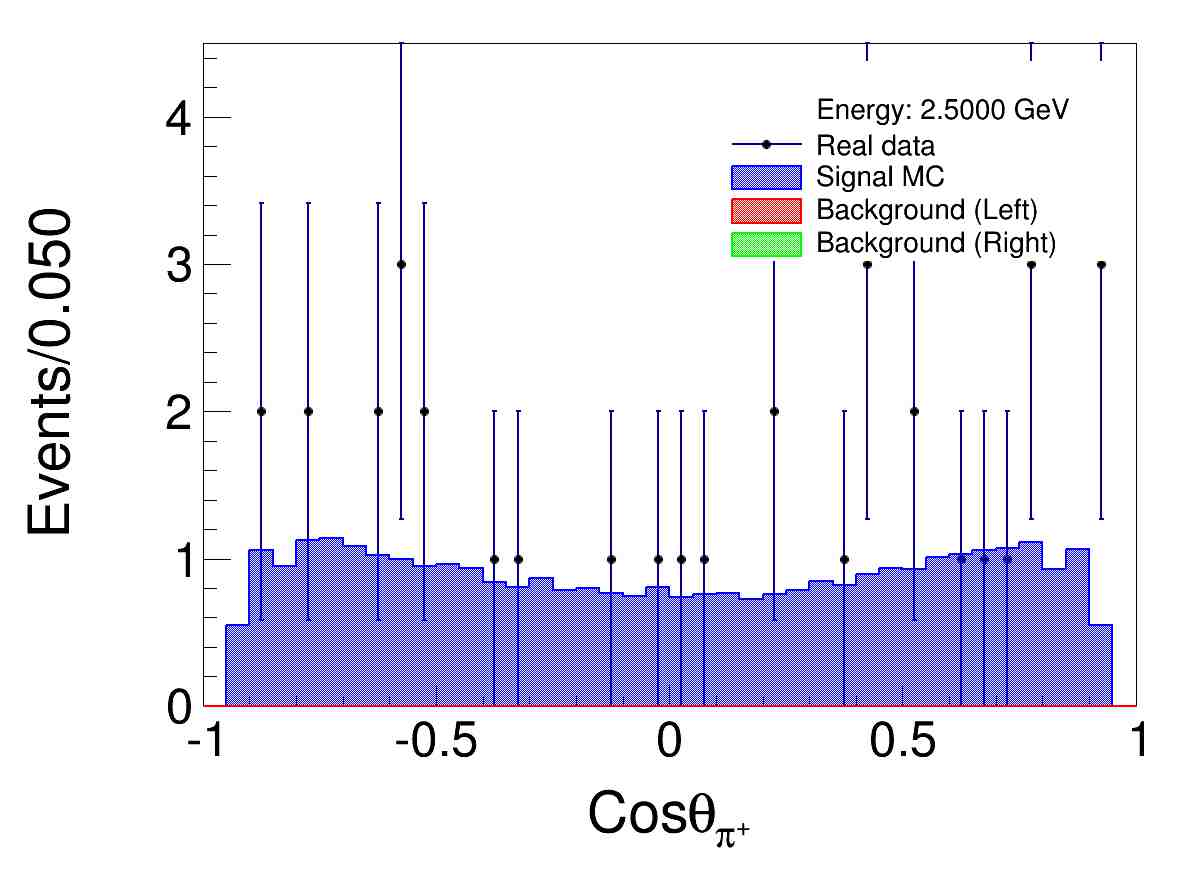 Energy: 2.5000 GeV
Real data
Signal MC
Background (Left)
Background (Right)
Events/0.050
4
3
2
1
0
-1 -0.5 0 0.5 1
Cosθπ+